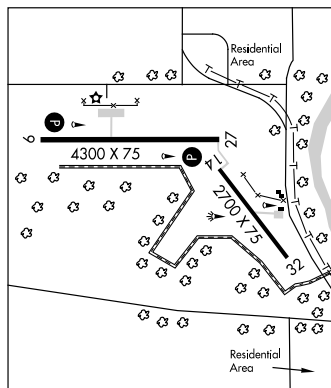 Residential
Area
P
9
27
4300 X 75
P
14
2700 X 75
32
Residential
Area